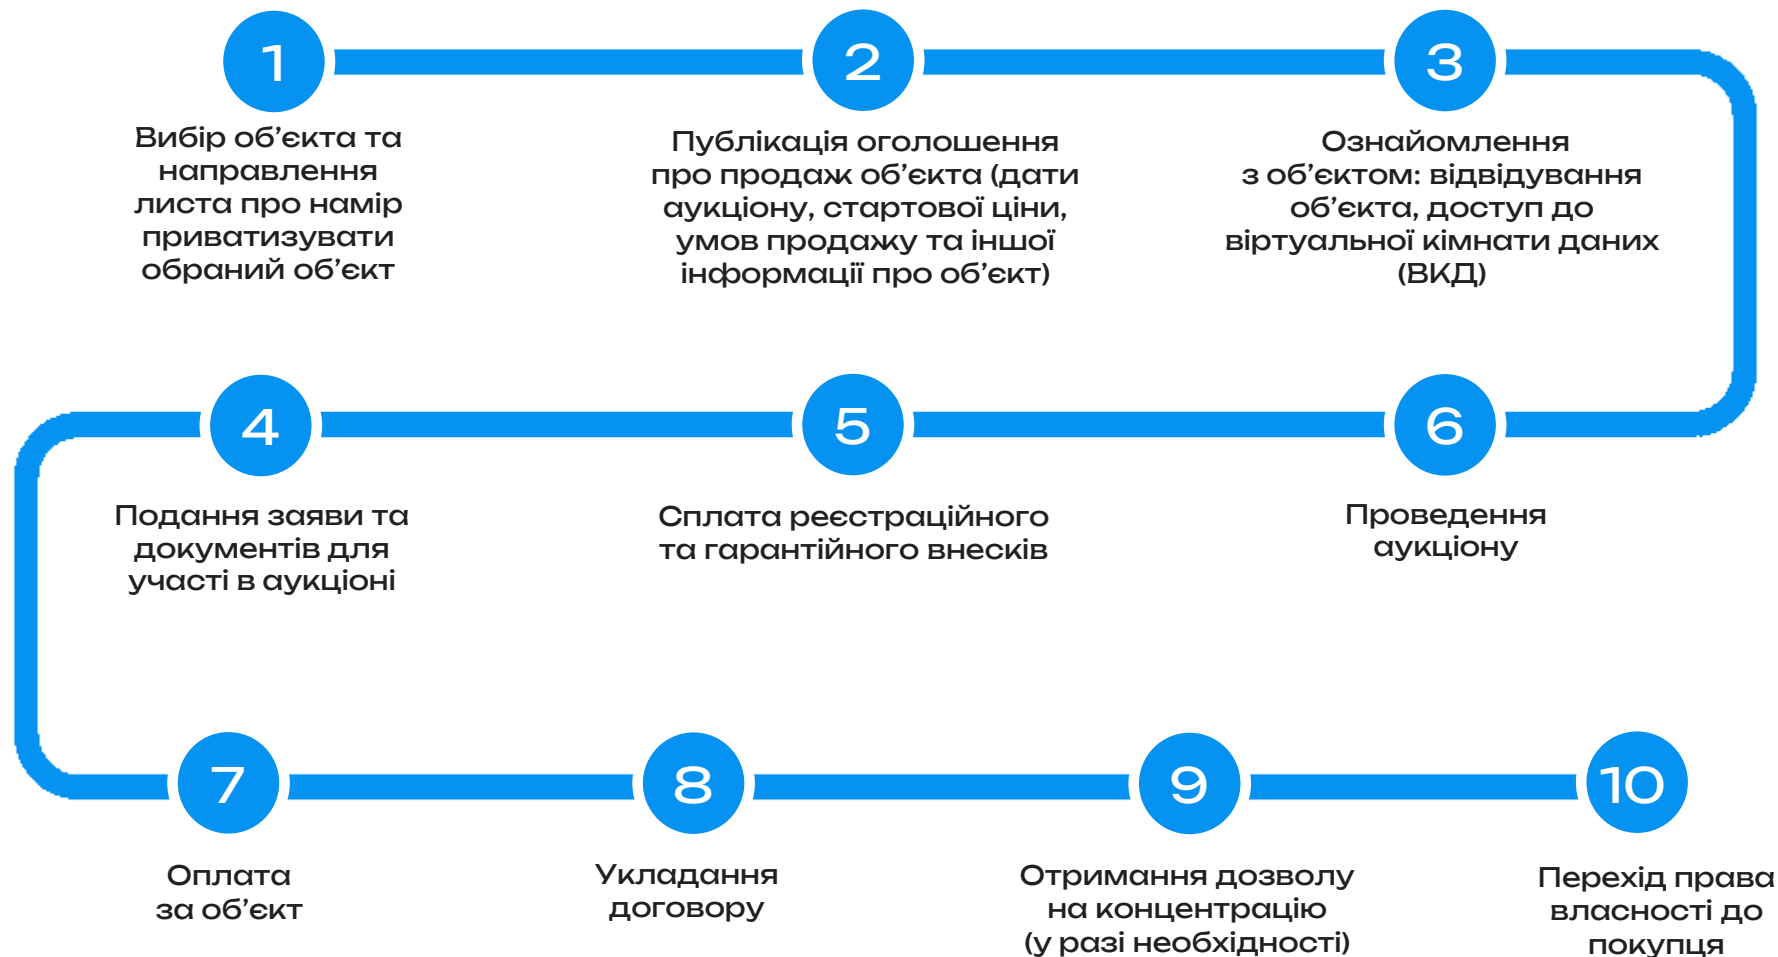 1
Вибір об’єкта та
направлення
листа про намір
приватизувати
обраний об’єкт
2
Публікація оголошення
про продаж об’єкта (дати
аукціону, стартової ціни,
умов продажу та іншої
інформації про об’єкт)
3
Ознайомлення
з об’єктом: відвідування
об’єкта, доступ до
віртуальної кімнати даних
(ВКД)
4
Подання заяви та
документів для
участі в аукціоні
5
Сплата реєстраційного
та гарантійного внесків
6
Проведення
аукціону
7
Оплата
за об’єкт
8
Укладання
договору
9
Отримання дозволу
на концентрацію
(у разі необхідності)
10
Перехід права
власності до
покупця